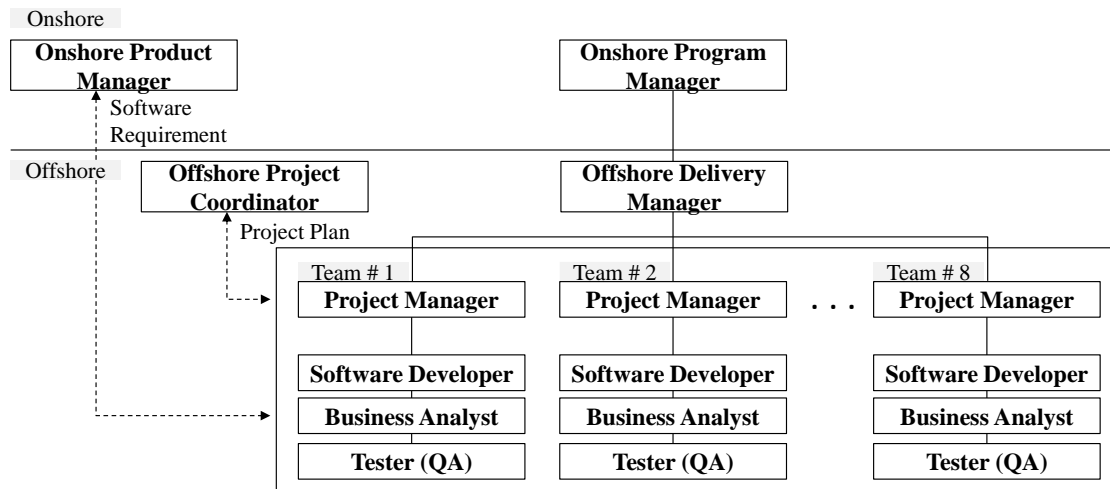 Onshore
Onshore Product
Manager
Onshore Program
Manager
Software
Requirement
Offshore
Offshore Project
Coordinator
Offshore Delivery
Manager
Project Plan
Team # 1
Team # 2
Team # 8
Project Manager
Project Manager
. . .
Project Manager
Software Developer
Software Developer
Software Developer
Business Analyst
Business Analyst
Business Analyst
Tester (QA)
Tester (QA)
Tester (QA)